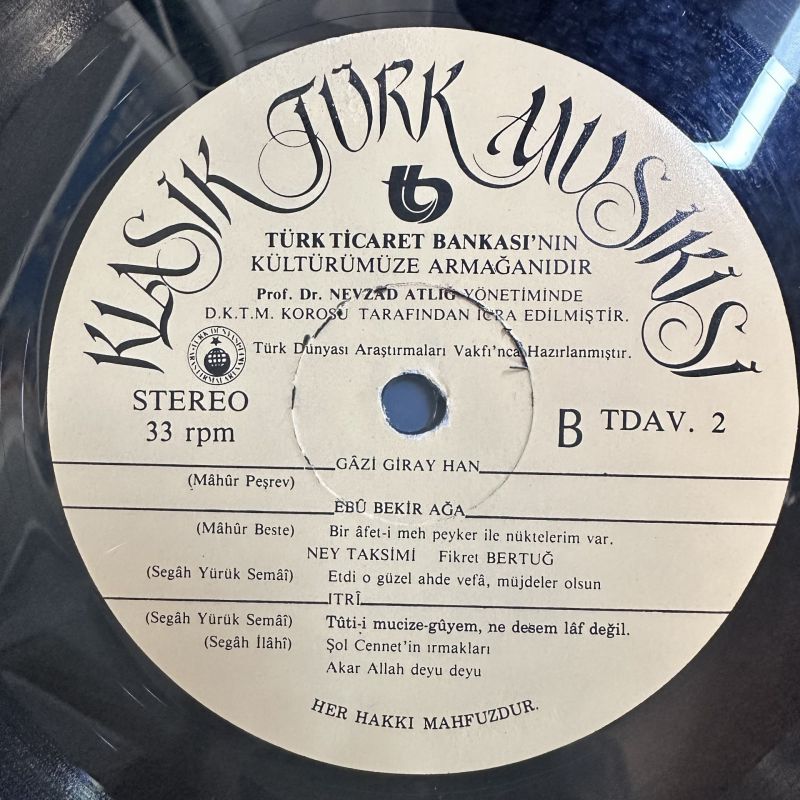 KLASİK TÜRK MUSİKİSİ
TÜRK TİCARET BANKASI'NIN
KÜLTÜRÜMÜZE ARMAĞANIDIR
Prof. Dr. NEVZAD ATLIĞ YÖNETİMİNDE
D.K.T.M. KOROSU TARAFINDAN İCRA EDİLMİŞTİR.
TÜRK DÜNYASI ARAŞTIRMALARI
Türk Dünyası Araştırmaları Vakfı'nca Hazırlanmıştır.
STEREO
33 rpm
B TDAV. 2
GÂZİ GİRAY HAN
(Mâhûr Peşrev)
EBÛ BEKİR AĞA
(Mâhûr Beste) Bir âfet-i meh peyker ile nüktelerim var.
NEY TAKSİMİ Fikret BERTUĞ
(Segâh Yürük Semâî) Etdi o güzel ahde vefâ, müjdeler olsun
ITRÎ
(Segâh Yürük Semâî) Tûti-i mucize-gûyem, ne desem lâf değil.
(Segâh İlâhî) Şol Cennet'in ırmakları
Akar Allah deyu deyu
HER HAKKI MAHFUZDUR.